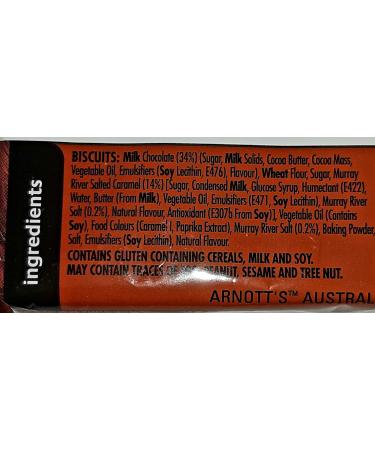 ingredients
BISCUITS: Milk Chocolate (34%) (Sugar, Milk Solids, Cocoa Butter, Cocoa Mass,
Vegetable Oil, Emulsifiers (Soy Lecithin, E476), Flavour), Wheat Flour, Sugar, Murray
River Salted Caramel (14%) [Sugar, Condensed Milk, Glucose Syrup, Humectant (E422),
Water, Butter (From Milk), Vegetable Oil, Emulsifiers (E471, Soy Lecithin), Murray River
Salt (0.2%), Natural Flavour, Antioxidant (E307b From Soy)], Vegetable Oil (Contains
Soy), Food Colours (Caramel, Paprika Extract), Murray River Salt (0.2%), Baking Powder,
Salt, Emulsifiers (Soy Lecithin), Natural Flavour.
CONTAINS GLUTEN CONTAINING CEREALS, MILK AND SOY.
MAY CONTAIN TRACES OF PEANUT, SESAME AND TREE NUT.
ARNOTT'S™ AUSTRAL